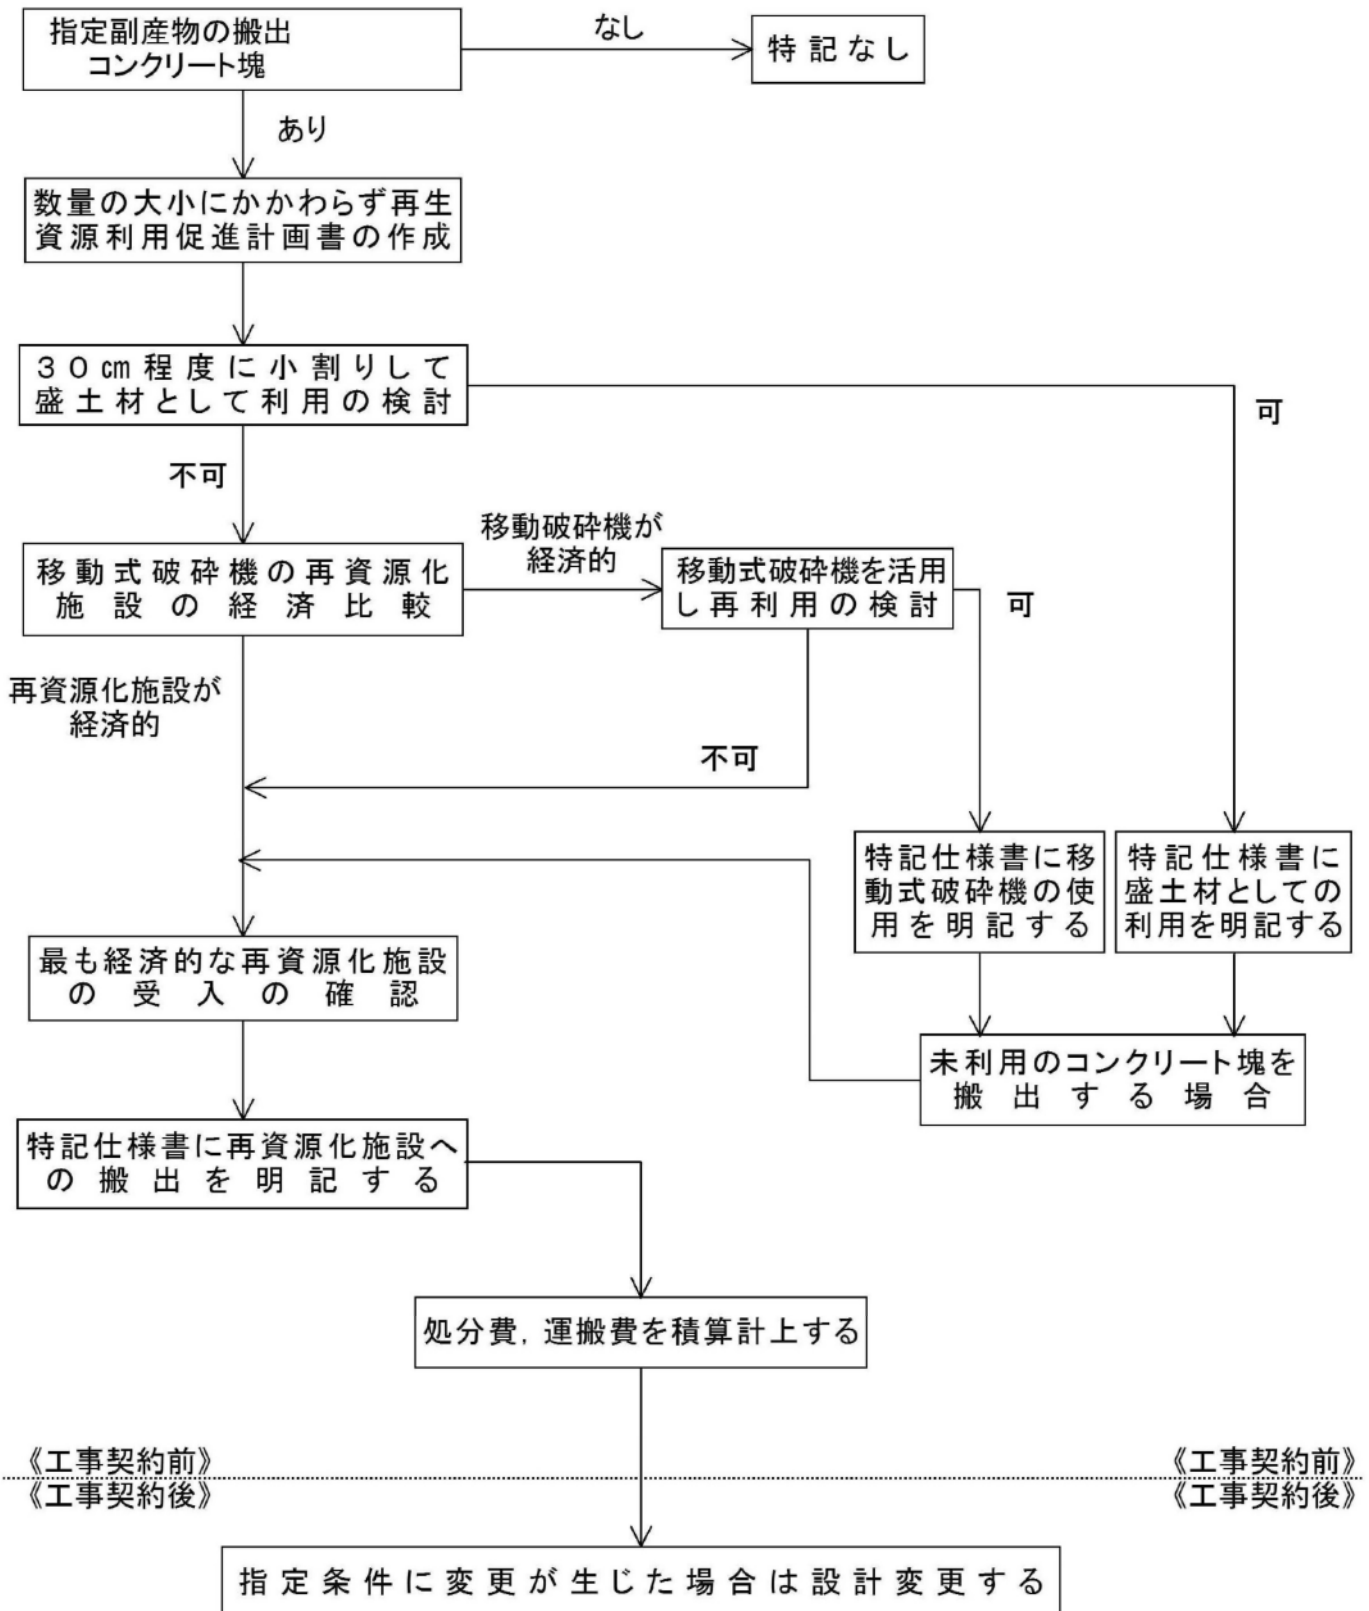 指定副産物の搬出
コンクリート塊
なし
特記なし
あり
数量の大小にかかわらず再生
資源利用促進計画書の作成
３０㎝程度に小割りして
盛土材として利用の検討
可
不可
移動破砕機が
経済的
移動式破砕機の再資源化
施設の経済比較
移動式破砕機を活用
し再利用の検討
可
再資源化施設が
経済的
不可
特記仕様書に移
動式破砕機の使
用を明記する
特記仕様書に
盛土材としての
利用を明記する
最も経済的な再資源化施設
の受入の確認
未利用のコンクリート塊を
搬出する場合
特記仕様書に再資源化施設へ
の搬出を明記する
処分費，運搬費を積算計上する
《工事契約前》
《工事契約前》
《工事契約後》
《工事契約後》
指定条件に変更が生じた場合は設計変更する